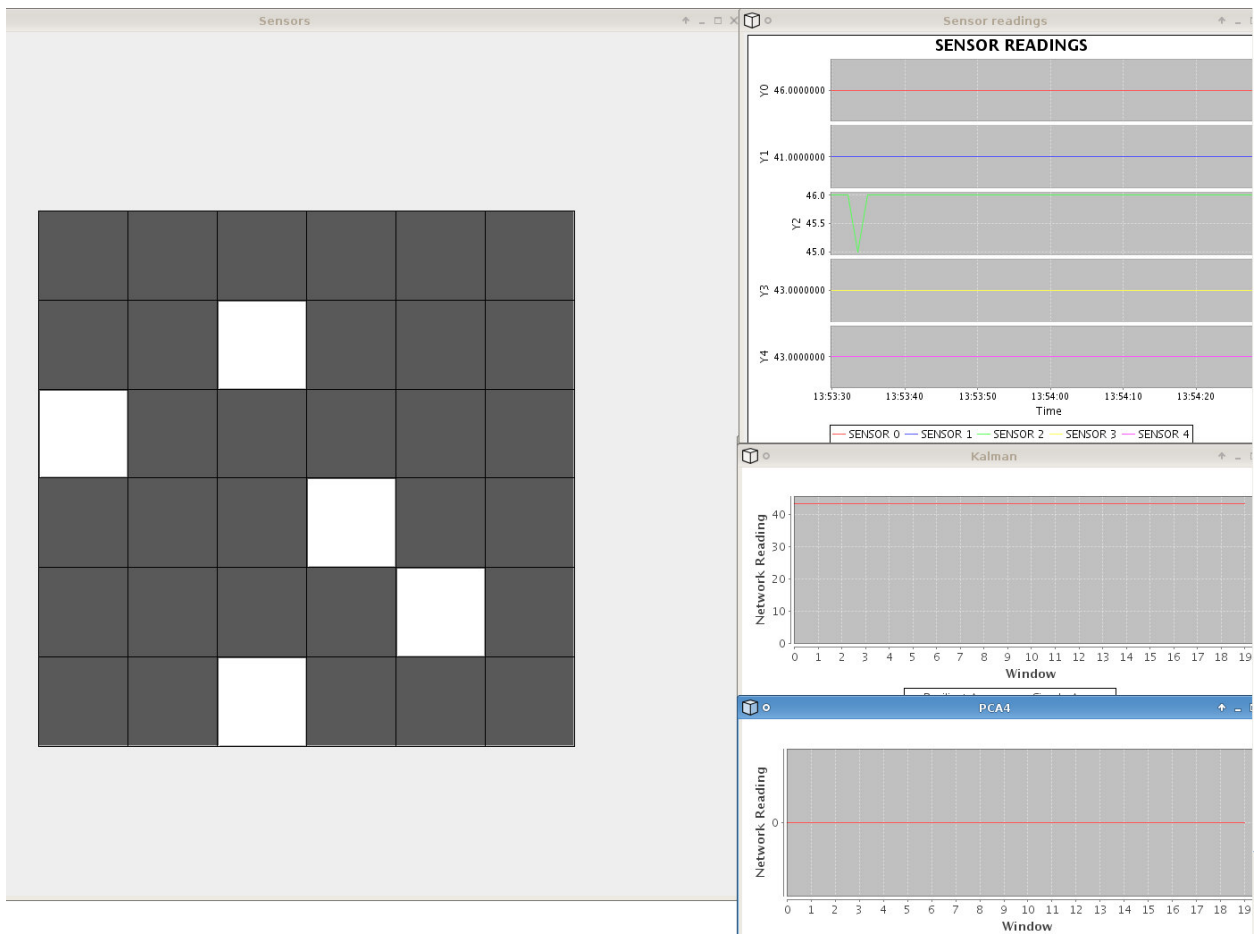 Sensors
Sensor readings
SENSOR READINGS
Y0
46.0000000
Y1
41.0000000
Y2
46.0
45.5
45.0
Y3
43.0000000
Y4
43.0000000
13:53:30 13:53:40 13:53:50 13:54:00 13:54:10 13:54:20
Time
SENSOR 0 SENSOR 1 SENSOR 2 SENSOR 3 SENSOR 4
Kalman
Network Reading
40
30
20
10
0
0 1 2 3 4 5 6 7 8 9 10 11 12 13 14 15 16 17 18 19
Window
PCA4
Network Reading
0
0 1 2 3 4 5 6 7 8 9 10 11 12 13 14 15 16 17 18 19
Window